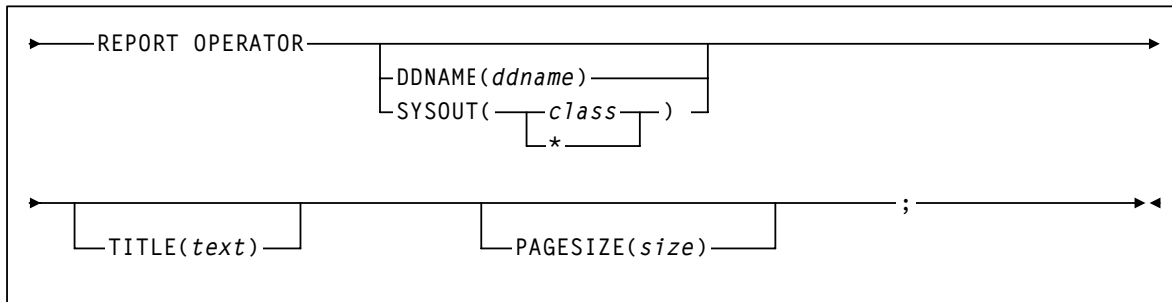 REPORT OPERATOR
DDNAME(ddname)
SYSOUT( class )
*
;
TITLE(text) PAGESIZE(size)